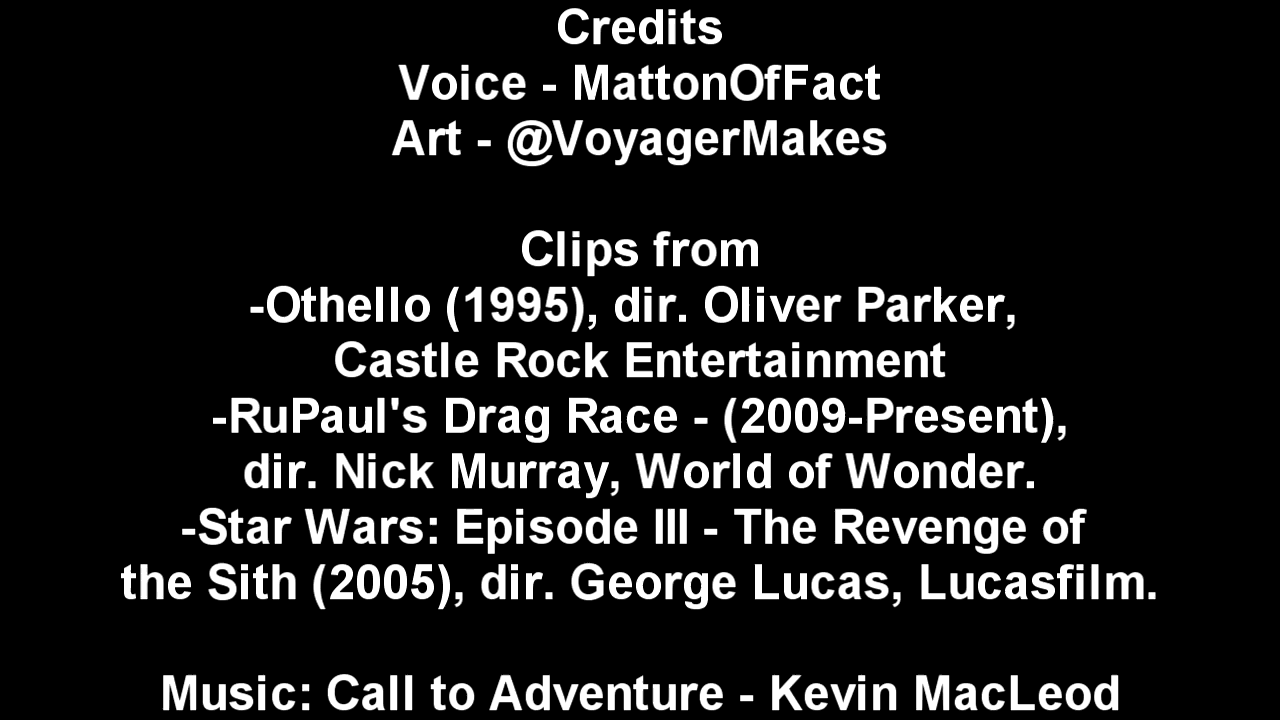 Credits
Voice - MattonOfFact
Art - @VoyagerMakes
Clips from
-Othello (1995), dir. Oliver Parker,
Castle Rock Entertainment
-RuPaul's Drag Race - (2009-Present),
dir. Nick Murray, World of Wonder.
-Star Wars: Episode III - The Revenge of
the Sith (2005), dir. George Lucas, Lucasfilm.
Music: Call to Adventure - Kevin MacLeod